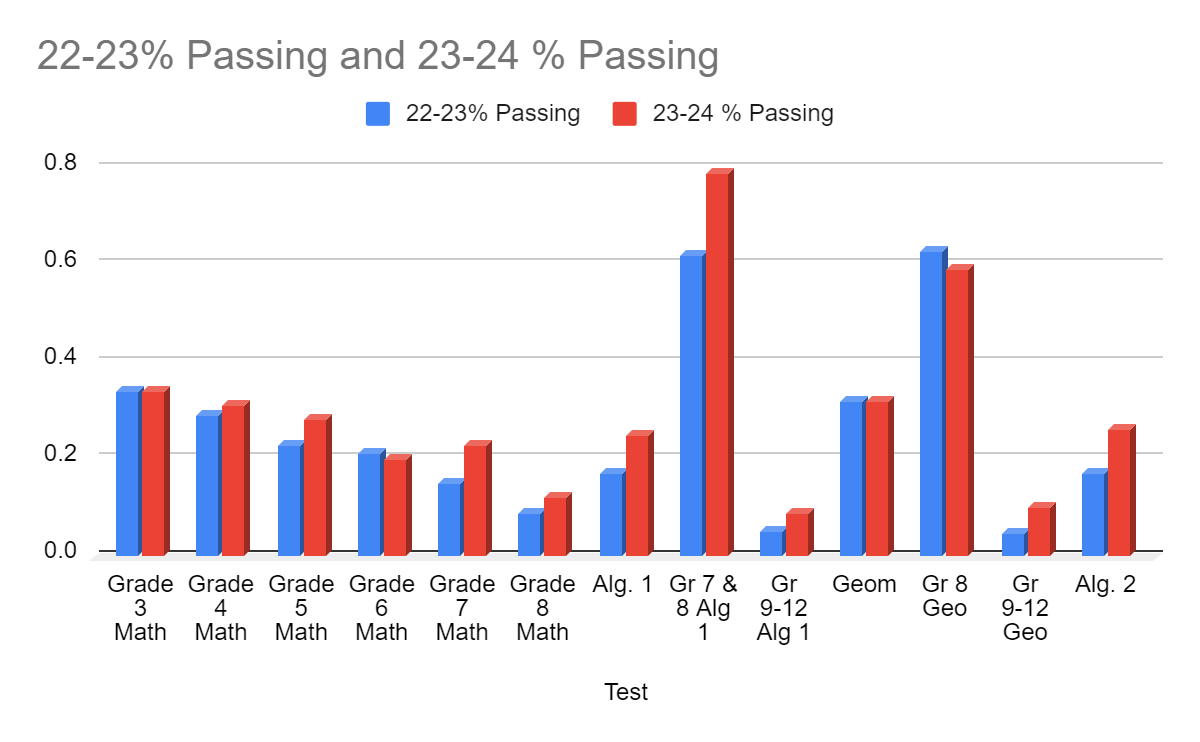 22-23% Passing and 23-24 % Passing
22-23% Passing
23-24 % Passing
0.8
0.6
0.4
0.2
0.0
Grade
3
Math
Grade
4
Math
Grade
5
Math
Grade
6
Math
Grade
7
Math
Grade
8
Math
Alg. 1
Gr 7 &
8 Alg
1
Gr
9-12
Alg 1
Geom
Gr 8
Geo
Gr
9-12
Geo
Alg. 2
Test